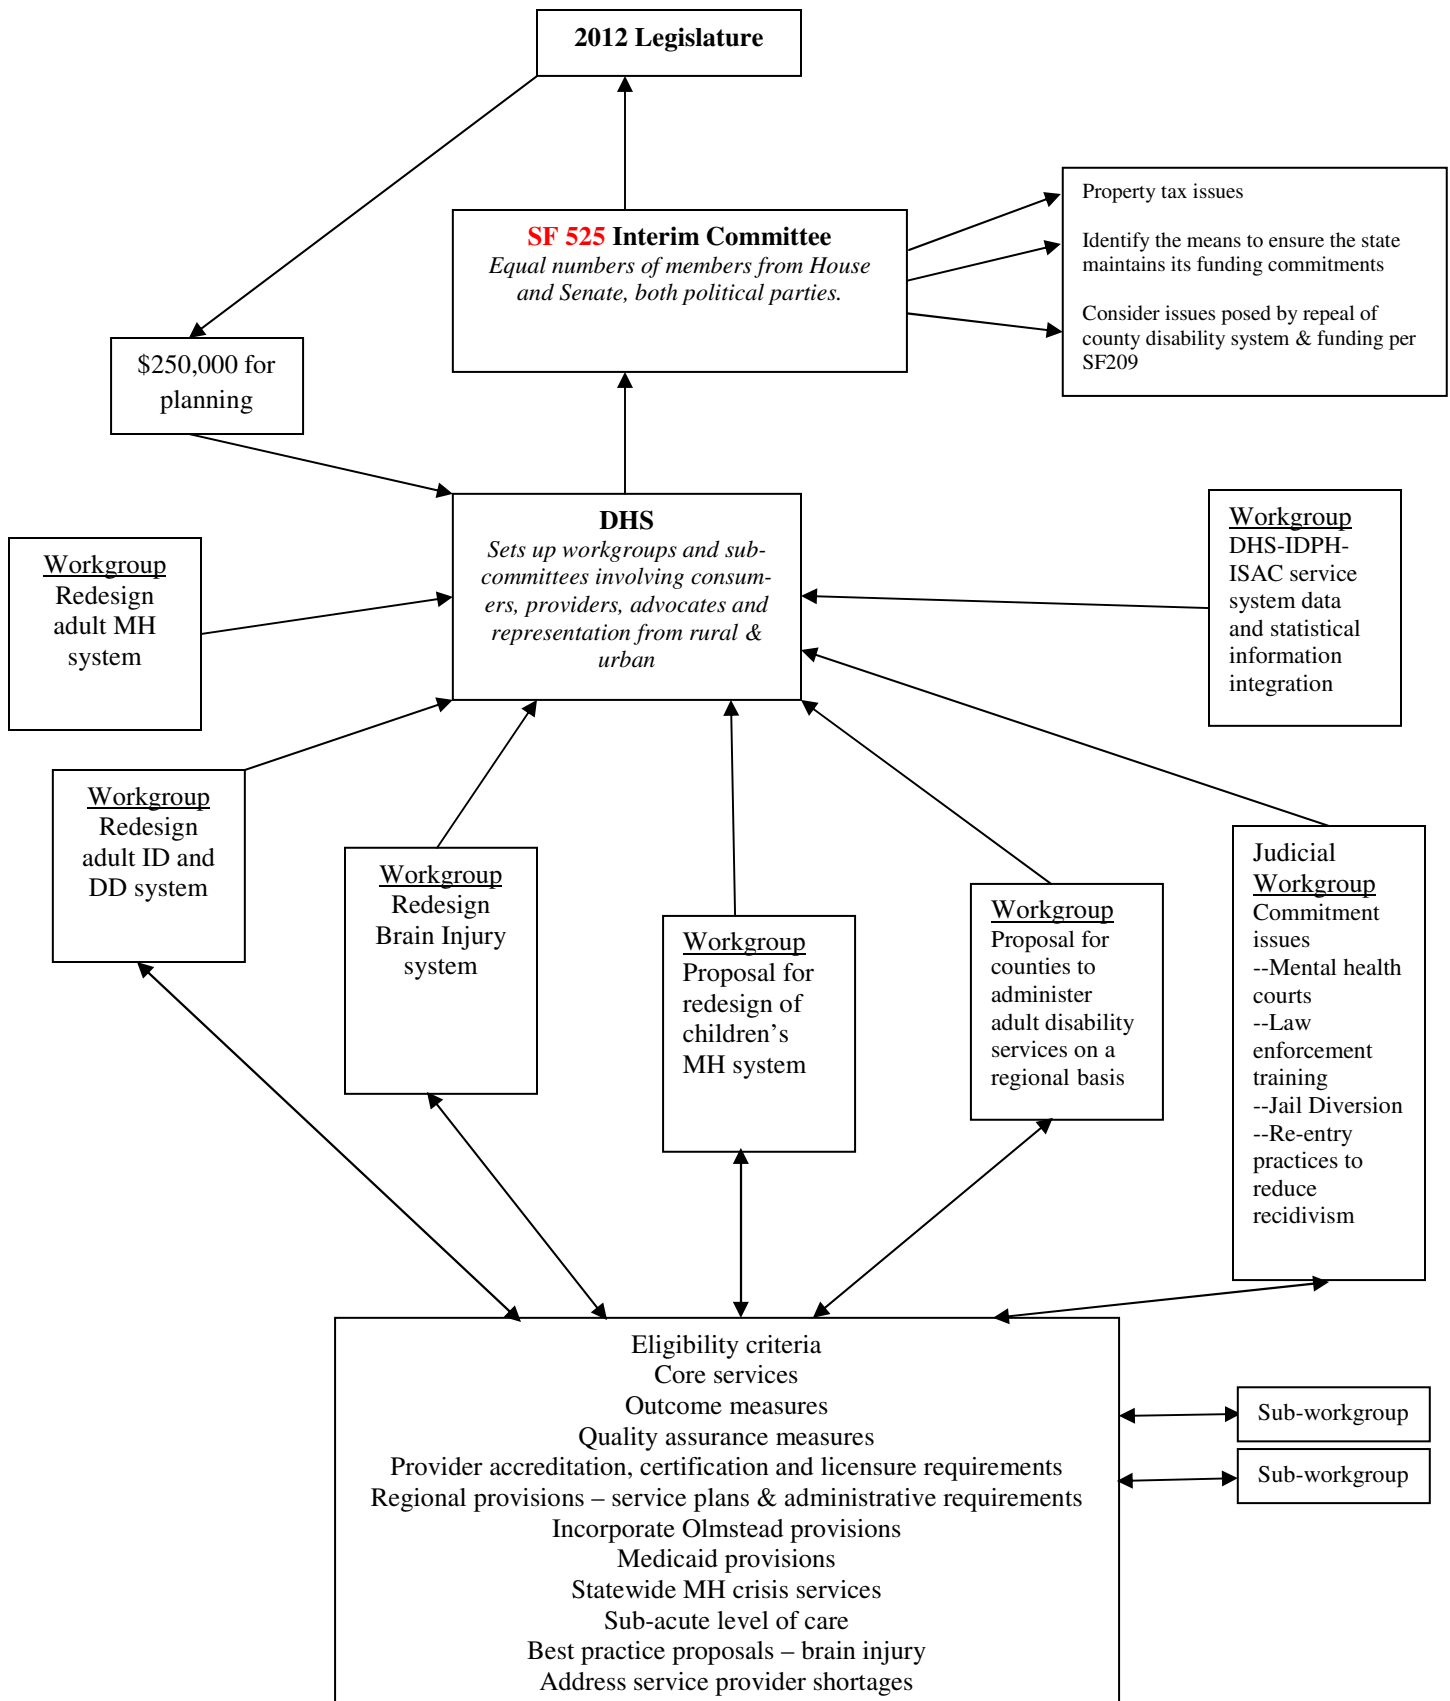 2012 Legislature
SF 525 Interim Committee
Equal numbers of members from House
and Senate, both political parties.
Property tax issues
Identify the means to ensure the state
maintains its funding commitments
Consider issues posed by repeal of
county disability system & funding per
SF209
$250,000 for
planning
DHS
Sets up workgroups and sub-
committees involving consum-
ers, providers, advocates and
representation from rural &
urban
Workgroup
DHS-IDPH-
ISAC service
system data
and statistical
information
integration
Workgroup
Redesign
adult MH
system
Workgroup
Redesign
adult ID and
DD system
Workgroup
Redesign
Brain Injury
system
Workgroup
Proposal for
redesign of
children’s
MH system
Workgroup
Proposal for
counties to
administer
adult disability
services on a
regional basis
Judicial
Workgroup
Commitment
issues
--Mental health
courts
--Law
enforcement
training
--Jail Diversion
--Re-entry
practices to
reduce
recidivism
Eligibility criteria
Core services
Outcome measures
Quality assurance measures
Provider accreditation, certification and licensure requirements
Regional provisions – service plans & administrative requirements
Incorporate Olmstead provisions
Medicaid provisions
Statewide MH crisis services
Sub-acute level of care
Best practice proposals – brain injury
Address service provider shortages
Sub-workgroup
Sub-workgroup